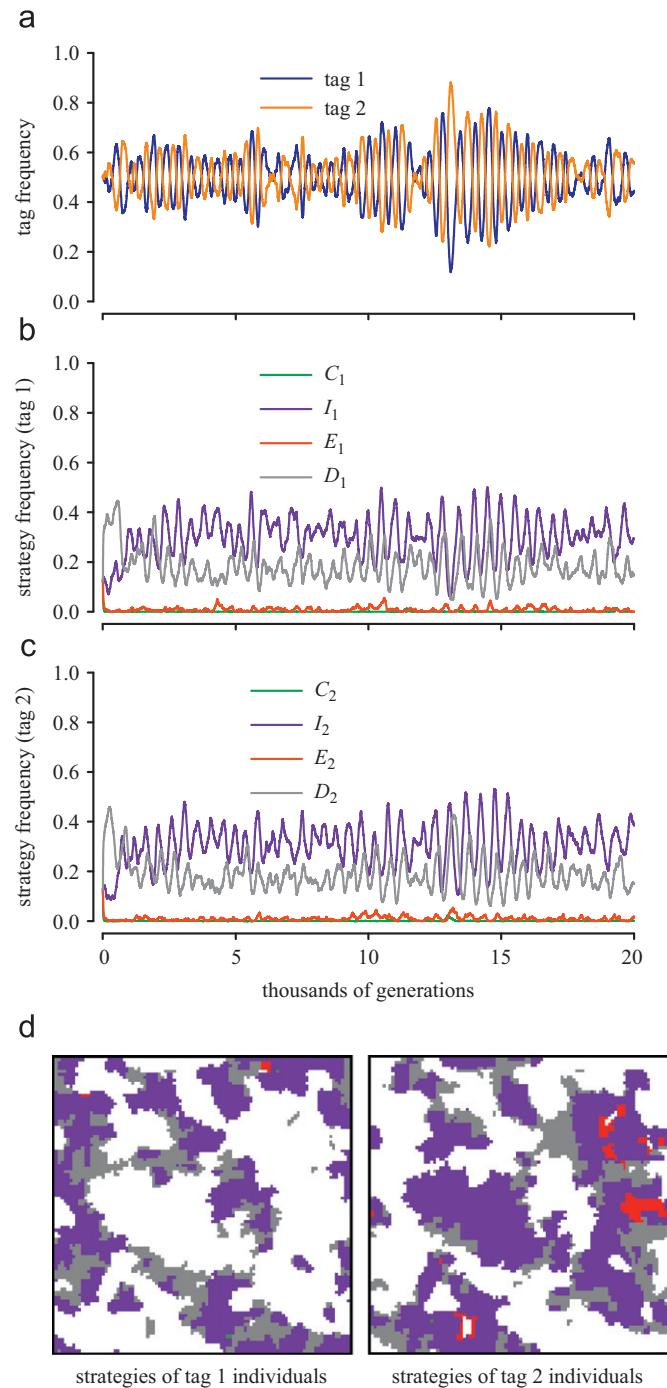 a
1.0
0.8
0.6
0.4
0.2
0.0
tag frequency
tag 1
tag 2
b
1.0
0.8
0.6
0.4
0.2
0.0
strategy frequency (tag 1)
C1
I1
E1
D1
c
1.0
0.8
0.6
0.4
0.2
0.0
strategy frequency (tag 2)
C2
I2
E2
D2
0 5 10 15 20
thousands of generations
d
strategies of tag 1 individuals
strategies of tag 2 individuals